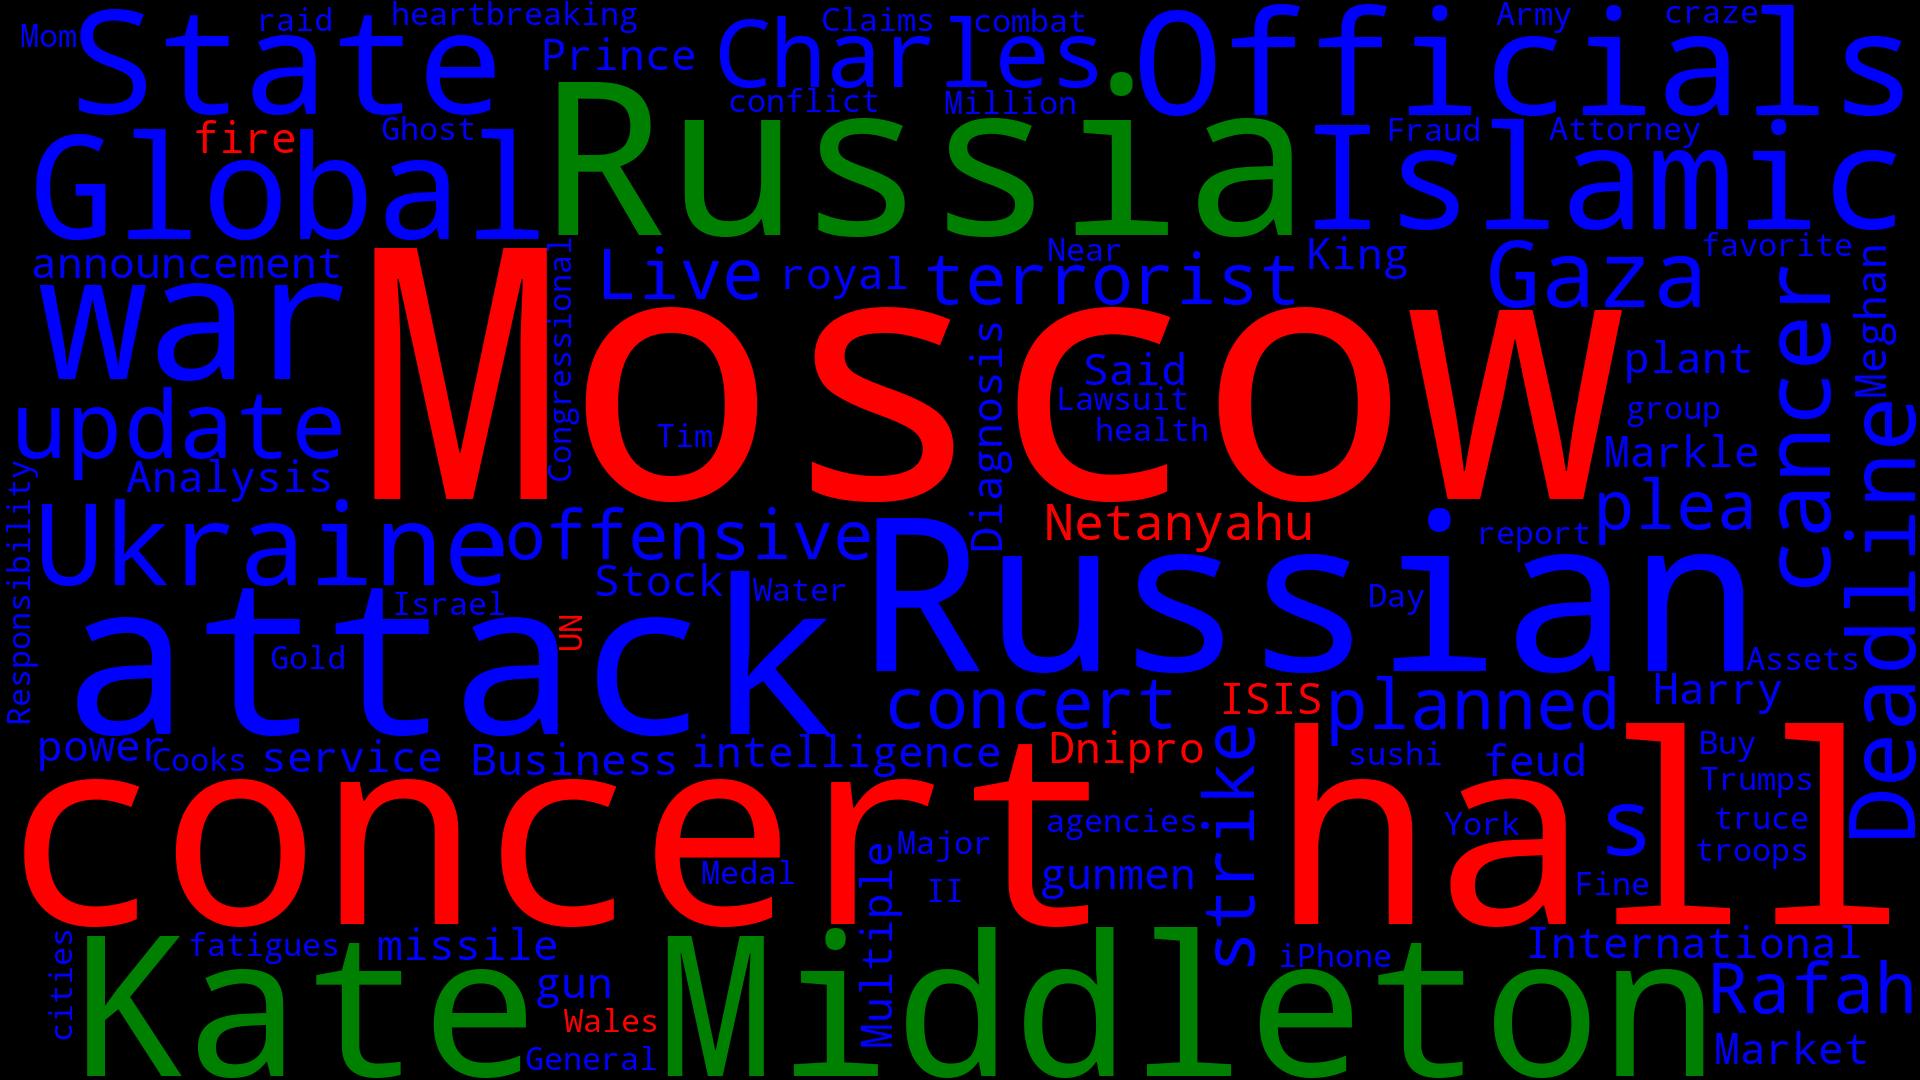 Mom
State
raid
heartbreaking
Prince
Charles
Claims
combat
Officials
Army
craze
conflict
Million
Russia
fire
Ghost
Global
Fraud
Attorney
Islamic
announcement
war
Congressional
Live
royal
terrorist
Near
King
Gaza
favorite
Meghan
cancer
Moscow
Tim
Diagnosis
Said
Lawsuit
health
plant
group
Markle
plea
update
Analysis
Responsibility
Ukraine
offensive
Netanyahu
report
Deadline
Stock
Water
Russian
Day
attack
Israel
UN
Gold
Assets
concert
ISIS
planned
Harry
power
Cooks
service
Business
intelligence
Dnipro
strike
sushi
feud
Buy
Trumps
truce
troops
concert hall
Medal
Multiple
Major
II
agencies
gunmen
York
s
Fine
cities
fatigues
missile
gun
Wales
General
Kate Middleton
iPhone
International
Rafah
Market